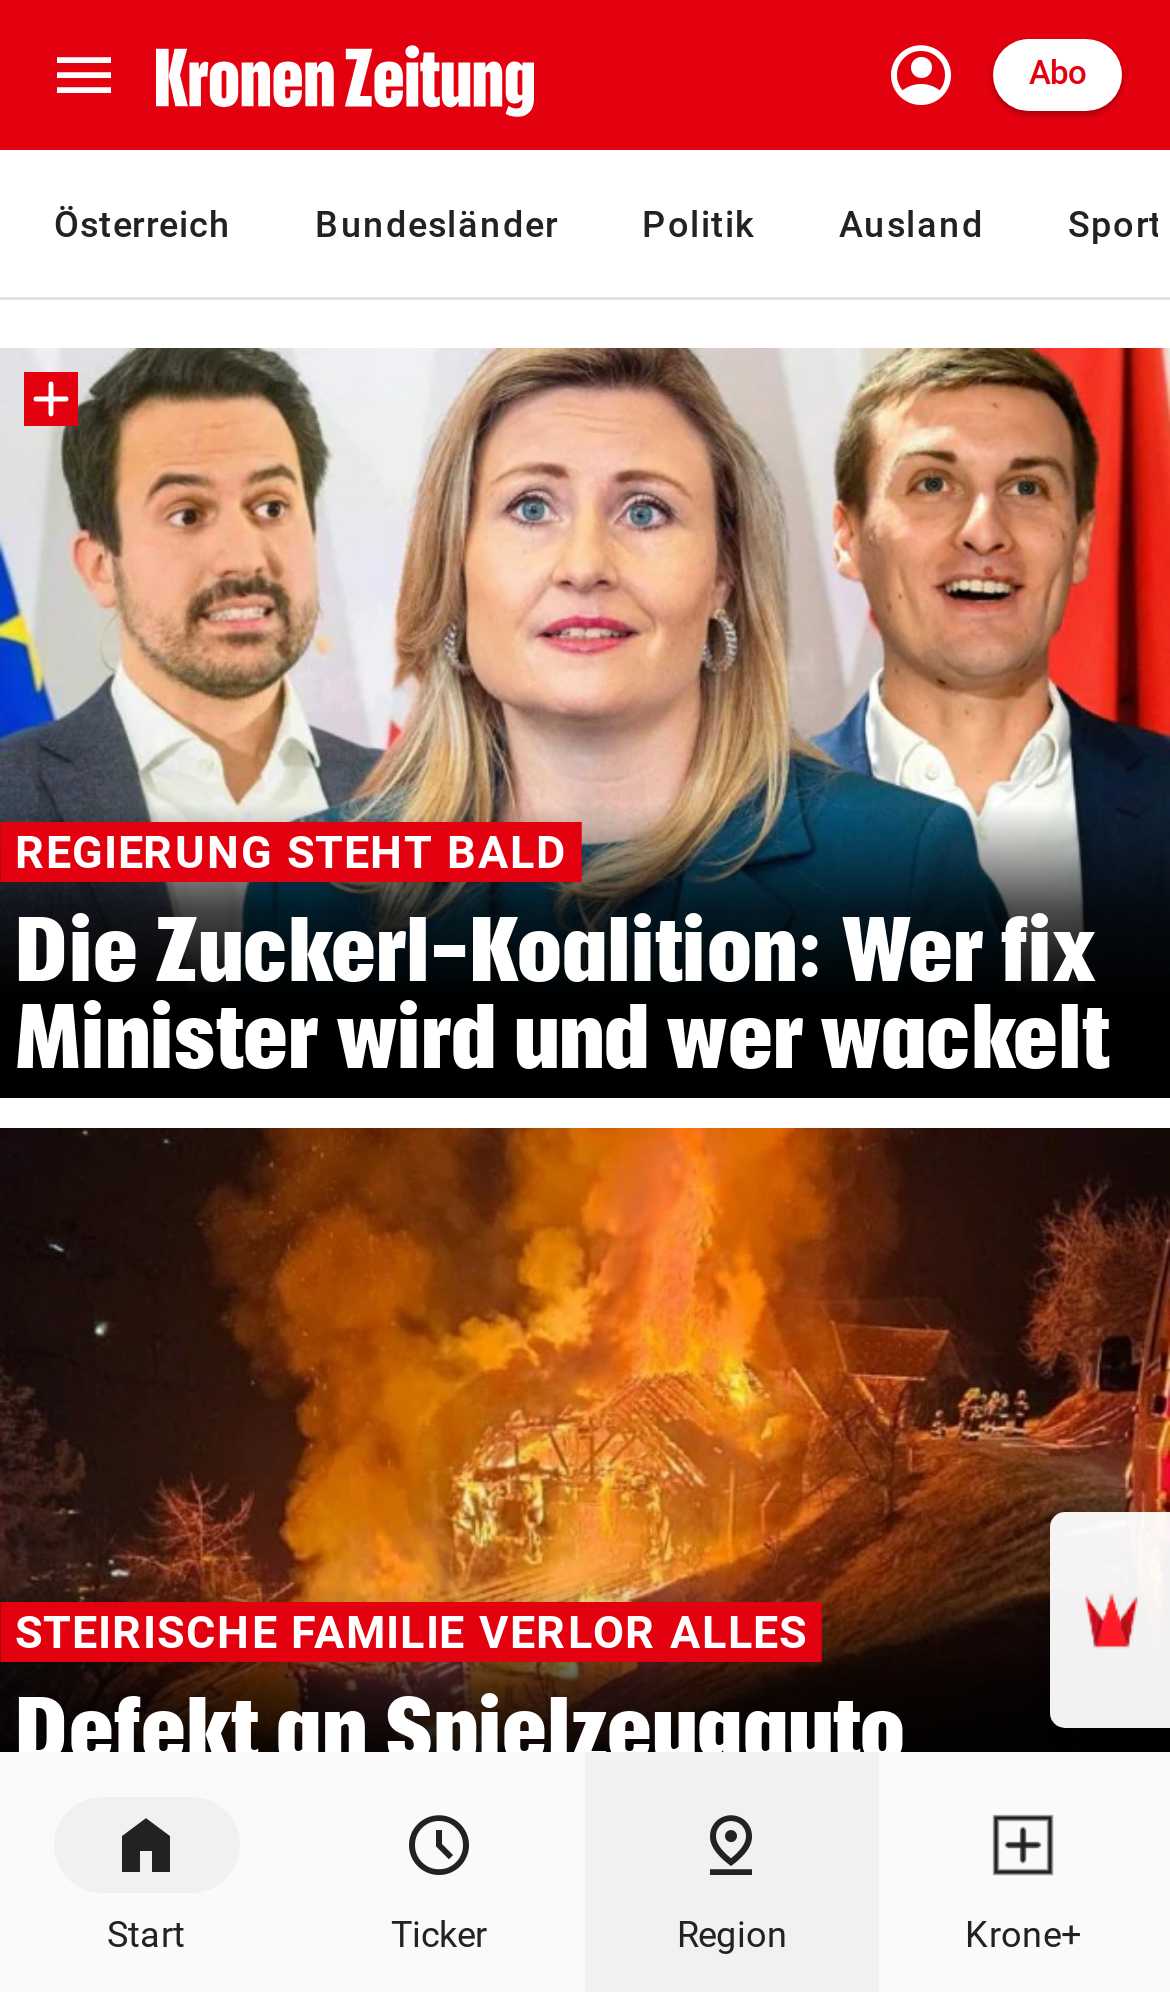 Kronen Zeitung
Abo
Österreich Bundesländer Politik Ausland Sport
REGIERUNG STEHT BALD
Die Zuckerl-Koalition: Wer fix
Minister wird und wer wackelt
STEIRISCHE FAMILIE VERLOR ALLES
Defekt an Spielzeugauto
Start Ticker Region Krone+